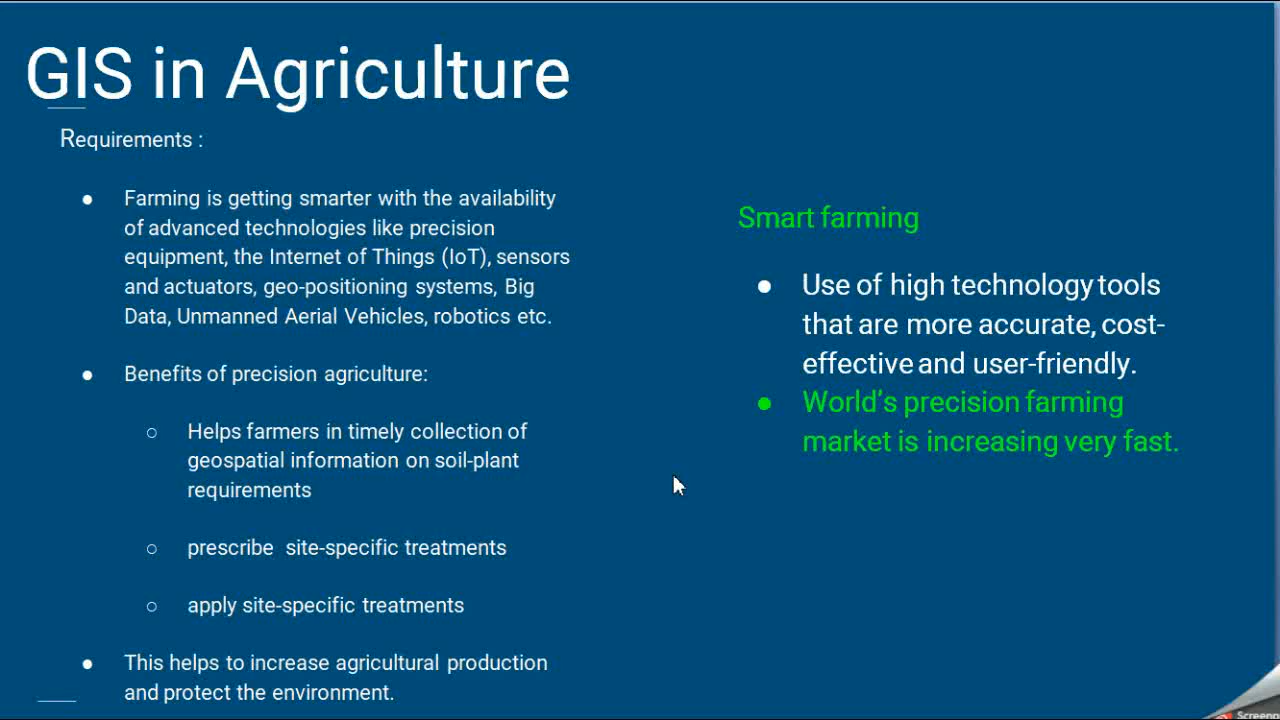 GIS in Agriculture
Requirements :
● Farming is getting smarter with the availability
of advanced technologies like precision
equipment, the Internet of Things (IoT), sensors
and actuators, geo-positioning systems, Big
Data, Unmanned Aerial Vehicles, robotics etc.
● Benefits of precision agriculture:
○ Helps farmers in timely collection of
geospatial information on soil-plant
requirements
○ prescribe site-specific treatments
○ apply site-specific treatments
● This helps to increase agricultural production
and protect the environment.
Smart farming
● Use of high technology tools
that are more accurate, cost-
effective and user-friendly.
● World's precision farming
market is increasing very fast.